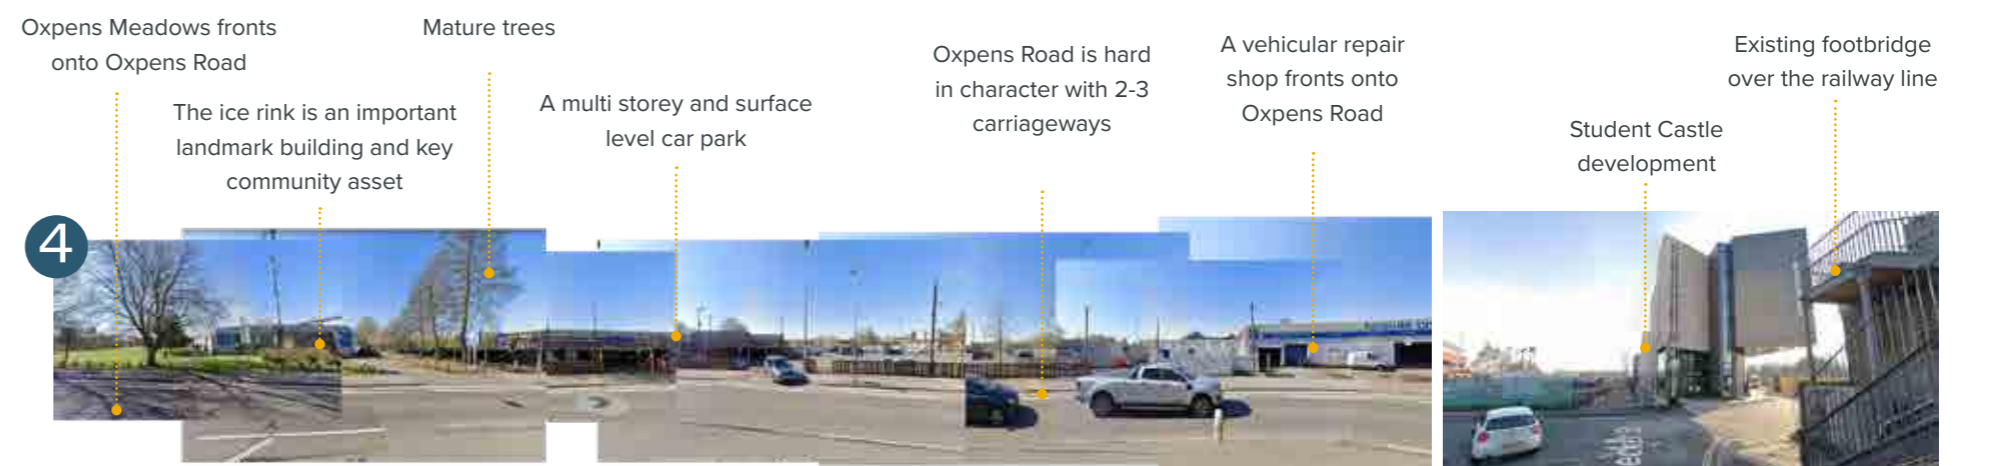 Oxpens Meadows fronts
onto Oxpens Road
The ice rink is an important
landmark building and key
community asset
Mature trees
A multi storey and surface
level car park
Oxpens Road is hard
in character with 2-3
carriageways
A vehicular repair
shop fronts onto
Oxpens Road
Student Castle
development
Existing footbridge
over the railway line
4